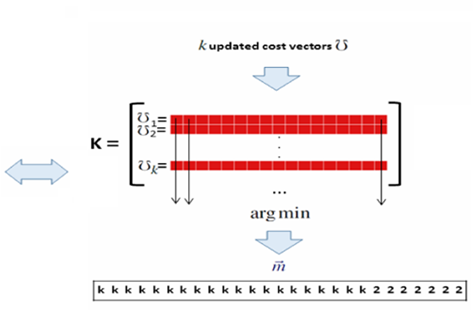 k updated cost vectors ℧
K =
℧1=
℧2=
℧k=
...
arg min
m⃗
k k k k k k k k k k k k k k k k k k k k 2 2 2 2 2 2 2